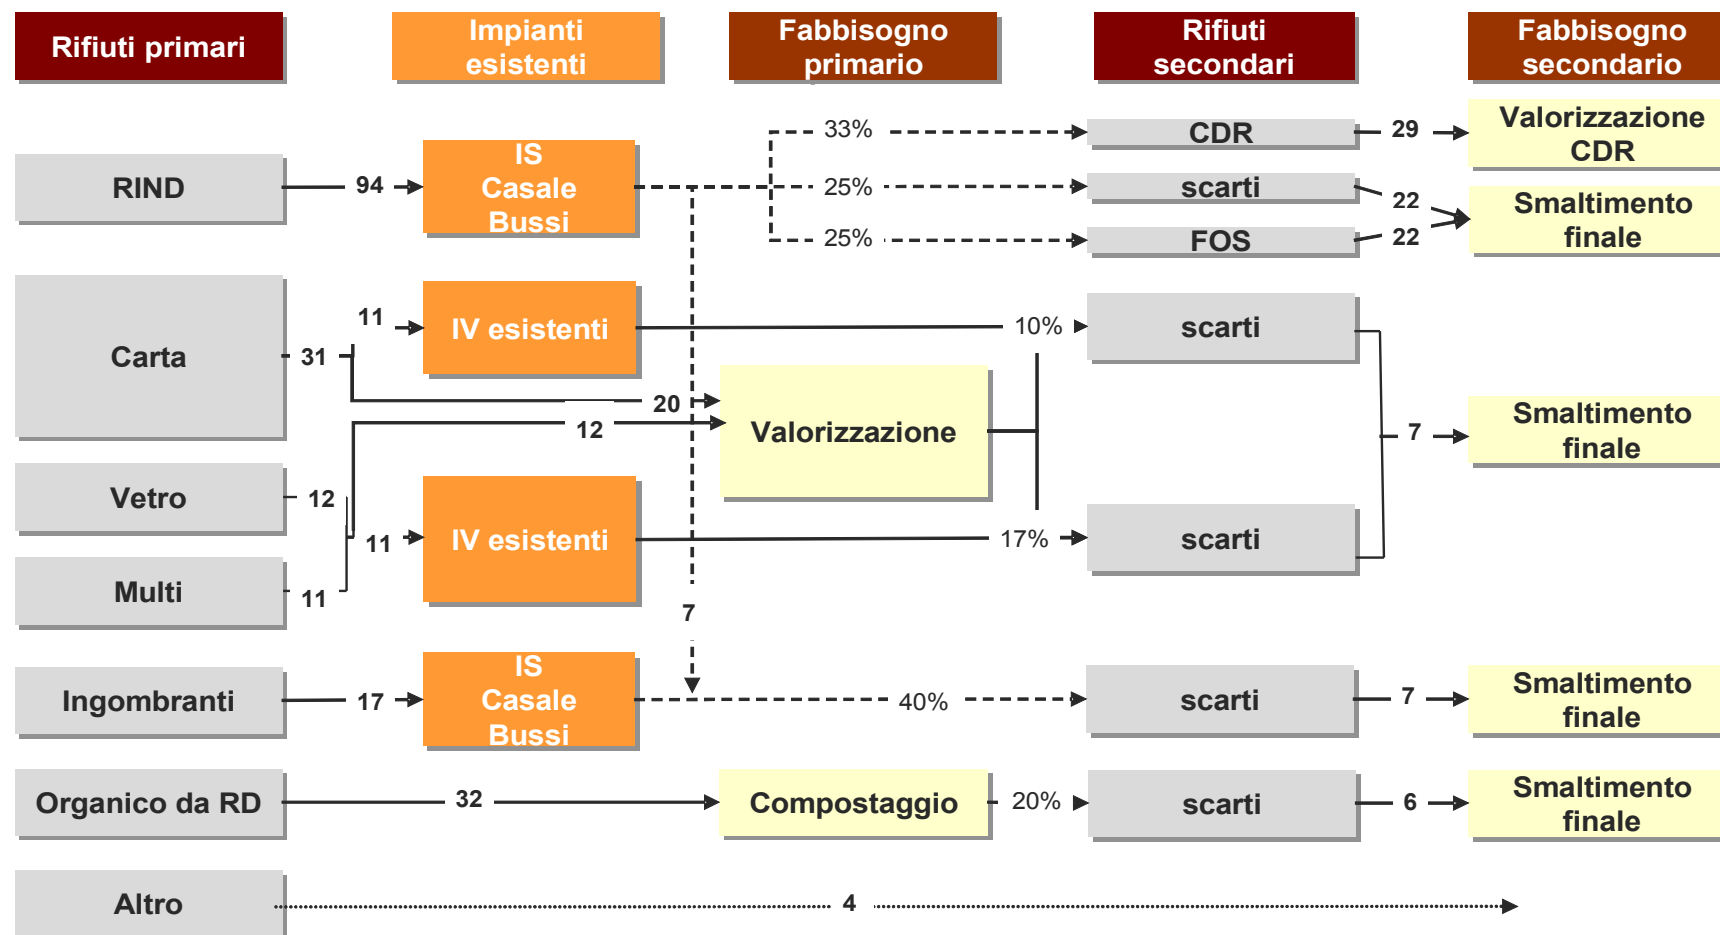 Rifiuti primari
Impianti
esistenti
Fabbisogno
primario
Rifiuti
secondari
Fabbisogno
secondario
RIND
94
IS
Casale
Bussi
33%
25%
25%
CDR
scarti
FOS
29
22
22
Valorizzazione
CDR
Smaltimento
finale
Carta
31
11
IV esistenti
10%
scarti
20
12
Valorizzazione
7
Smaltimento
finale
Vetro
12
Multi
11
11
IV esistenti
17%
scarti
7
Ingombranti
17
IS
Casale
Bussi
40%
scarti
7
Smaltimento
finale
Organico da RD
32
Compostaggio
20%
scarti
6
Smaltimento
finale
Altro
4